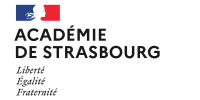 ACADÉMIE
DE STRASBOURG
Liberté
Égalité
Fraternité